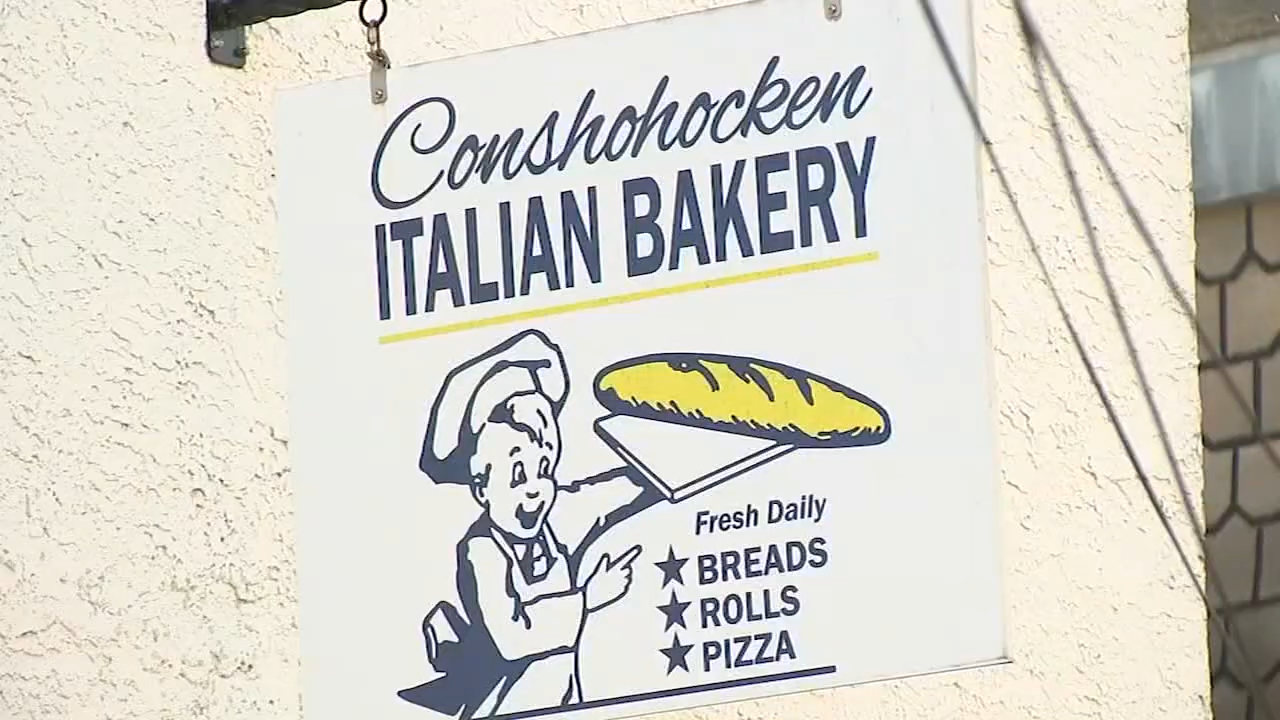 Conshohocken
ITALIAN BAKERY
Fresh Daily
★ BREADS
★ ROLLS
★ PIZZA